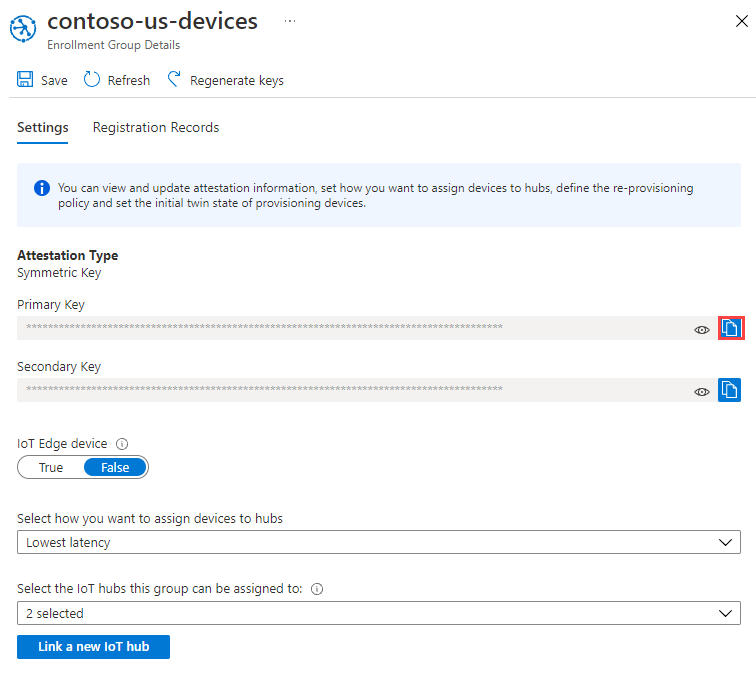 contoso-us-devices ...
Enrollment Group Details
Save Refresh Regenerate keys
Settings Registration Records
You can view and update attestation information, set how you want to assign devices to hubs, define the re-provisioning
policy and set the initial twin state of provisioning devices.
Attestation Type
Symmetric Key
Primary Key
****************************************************************************************
Secondary Key
****************************************************************************************
IoT Edge device
True False
Select how you want to assign devices to hubs
Lowest latency
Select the IoT hubs this group can be assigned to:
2 selected
Link a new IoT hub